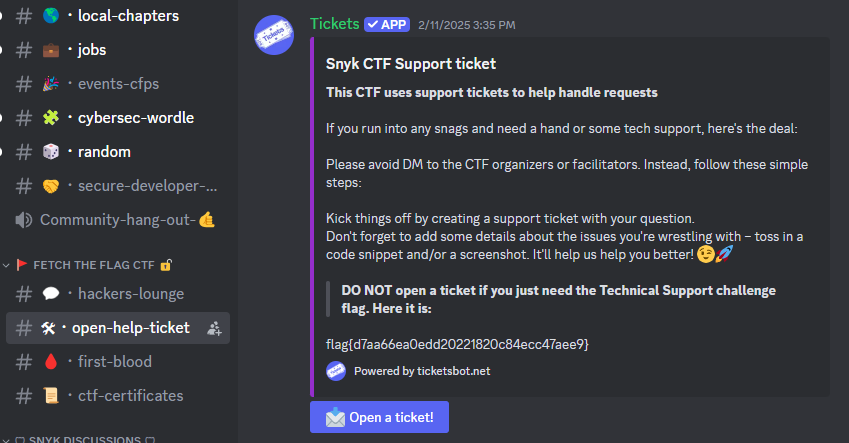 # 🌎・local-chapters
# 💼・jobs
# 🎉・events-cfps
# 🧩・cybersec-wordle
# 🎲・random
# 🤝・secure-developer-...
Community-hang-out-🤙
🚩 FETCH THE FLAG CTF 🔓
# 💬・hackers-lounge
# 🛠・open-help-ticket
# 🩸・first-blood
# 📜・ctf-certificates
SNYK DISCUSSIONS
Tickets
Tickets ✓ APP 2/11/2025 3:35 PM
Snyk CTF Support ticket
This CTF uses support tickets to help handle requests
If you run into any snags and need a hand or some tech support, here's the deal:
Please avoid DM to the CTF organizers or facilitators. Instead, follow these simple
steps:
Kick things off by creating a support ticket with your question.
Don't forget to add some details about the issues you're wrestling with – toss in a
code snippet and/or a screenshot. It'll help us help you better! 😉🚀
DO NOT open a ticket if you just need the Technical Support challenge
flag. Here it is:
flag{d7aa66ea0edd20221820c84ecc47aee9}
Powered by ticketsbot.net
📩 Open a ticket!